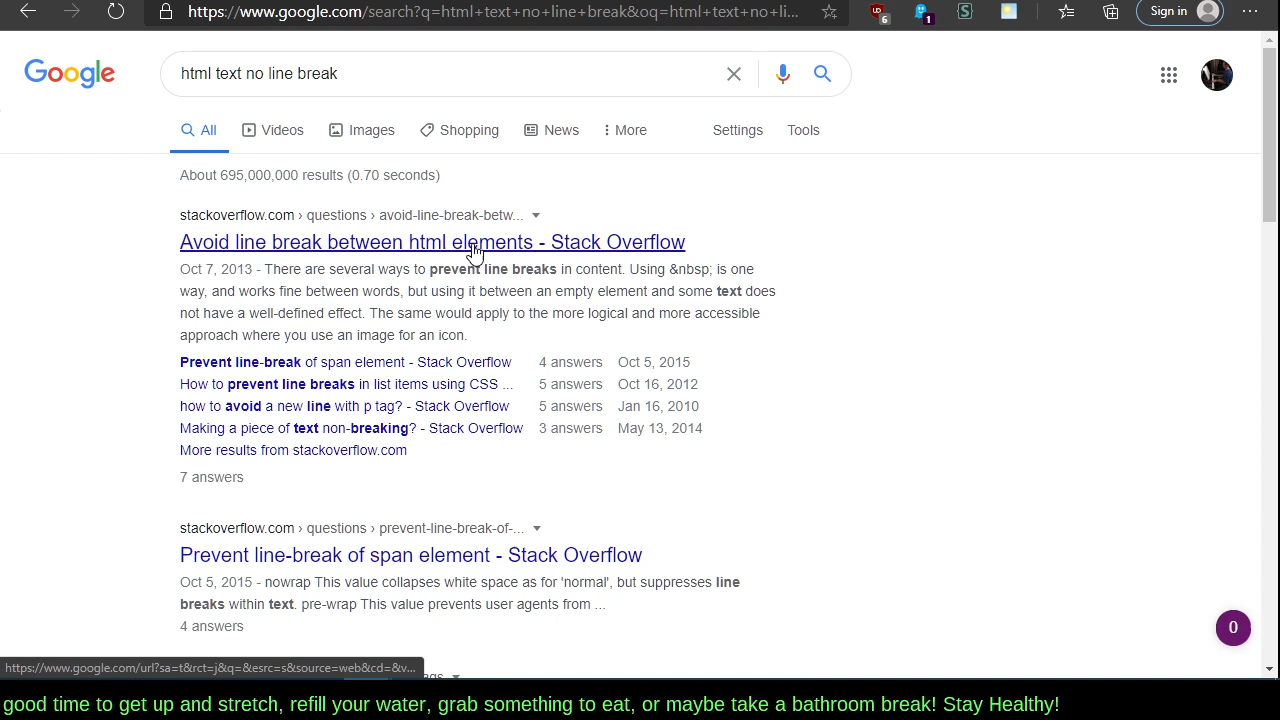 https://www.google.com/search?q=html+text+no+line+break&oq=html+text+no+li...
6
1
Sign in
Google
html text no line break
All
Videos
Images
Shopping
News
More
Settings
Tools
About 695,000,000 results (0.70 seconds)
stackoverflow.com › questions › avoid-line-break-betw...
Avoid line break between html elements - Stack Overflow
Oct 7, 2013 - There are several ways to prevent line breaks in content. Using &nbsp; is one
way, and works fine between words, but using it between an empty element and some text does
not have a well-defined effect. The same would apply to the more logical and more accessible
approach where you use an image for an icon.
Prevent line-break of span element - Stack Overflow 4 answers Oct 5, 2015
How to prevent line breaks in list items using CSS ... 5 answers Oct 16, 2012
how to avoid a new line with p tag? - Stack Overflow 5 answers Jan 16, 2010
Making a piece of text non-breaking? - Stack Overflow 3 answers May 13, 2014
More results from stackoverflow.com
7 answers
stackoverflow.com › questions › prevent-line-break-of-...
Prevent line-break of span element - Stack Overflow
Oct 5, 2015 - nowrap This value collapses white space as for 'normal', but suppresses line
breaks within text. pre-wrap This value prevents user agents from ...
4 answers
0
https://www.google.com/url?sa=t&rct=j&q=&esrc=s&source=web&cd=&v...
good time to get up and stretch, refill your water, grab something to eat, or maybe take a bathroom break! Stay Healthy!